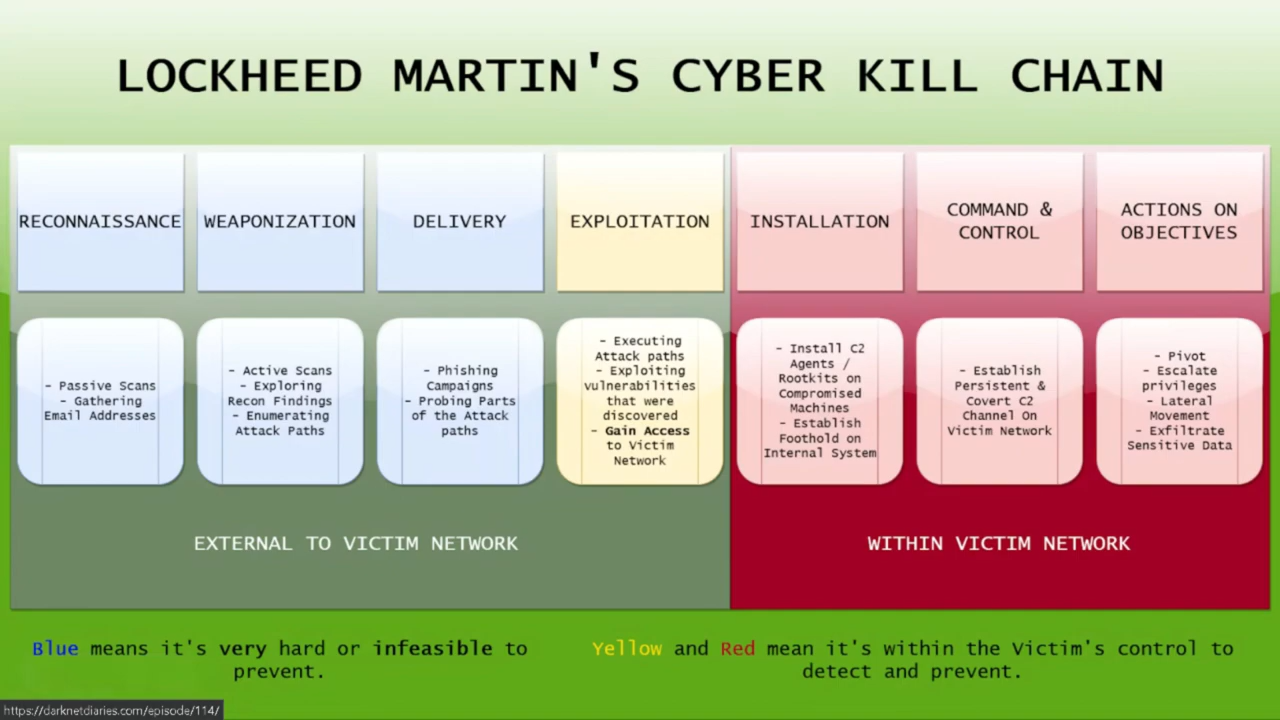 LOCKHEED MARTIN'S CYBER KILL CHAIN
RECONNAISSANCE
WEAPONIZATION
DELIVERY
EXPLOITATION
INSTALLATION
COMMAND &
CONTROL
ACTIONS ON
OBJECTIVES
- Passive Scans
- Gathering
Email Addresses
- Active Scans
- Exploring
Recon Findings
- Enumerating
Attack Paths
- Phishing
Campaigns
- Probing Parts
of the Attack
paths
- Executing
Attack paths
- Exploiting
vulnerabilities
that were
discovered
- Gain Access
to Victim
Network
- Install C2
Agents /
Rootkits on
Compromised
Machines
- Establish
Foothold on
Internal System
- Establish
Persistent &
Covert C2
Channel On
Victim Network
- Pivot
- Escalate
privileges
- Lateral
Movement
- Exfiltrate
Sensitive Data
EXTERNAL TO VICTIM NETWORK
WITHIN VICTIM NETWORK
Blue means it's very hard or infeasible to
prevent.
Yellow and Red mean it's within the Victim's control to
detect and prevent.
https://darknetdiaries.com/episode/114/